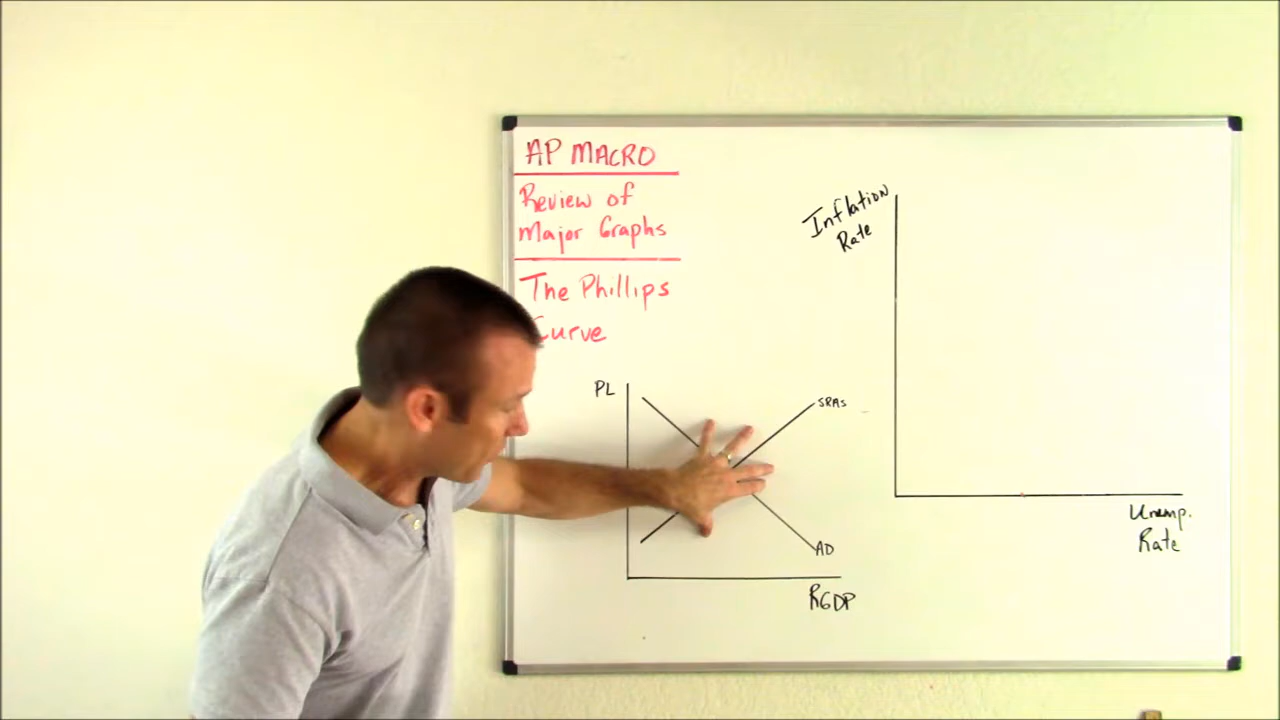 AP MACRO
Review of
Major Graphs
The Phillips
Curve
PL
SRAS
AD
RGDP
Inflation
Rate
Unemp.
Rate